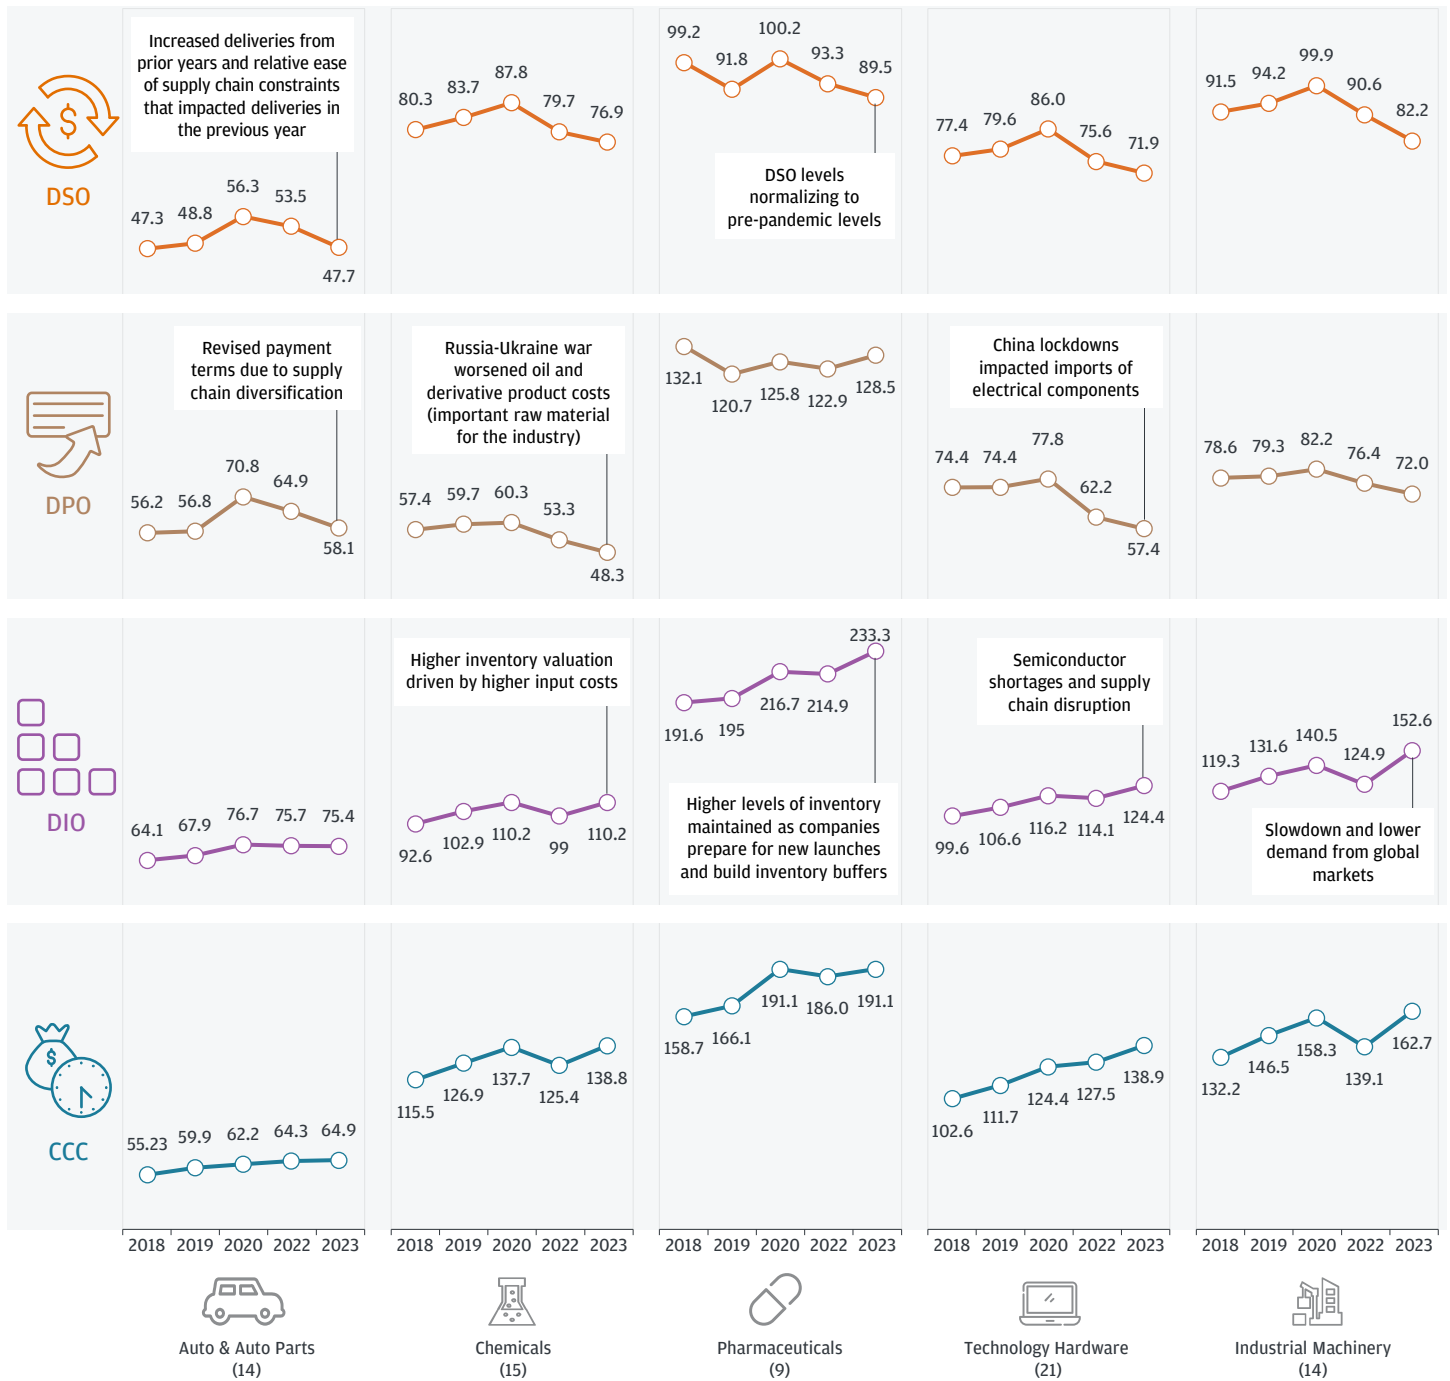 Increased deliveries from
prior years and relative ease
of supply chain constraints
that impacted deliveries in
the previous year
$
DSO
47.3
48.8
56.3
53.5
47.7
80.3
83.7
87.8
79.7
76.9
99.2
91.8
100.2
93.3
89.5
DSO levels
normalizing to
pre-pandemic levels
77.4
79.6
86.0
75.6
71.9
91.5
94.2
99.9
90.6
82.2
DPO
Revised payment
terms due to supply
chain diversification
56.2
56.8
70.8
64.9
58.1
Russia-Ukraine war
worsened oil and
derivative product costs
(important raw material
for the industry)
57.4
59.7
60.3
53.3
48.3
132.1
120.7
125.8
122.9
128.5
China lockdowns
impacted imports of
electrical components
74.4
74.4
77.8
62.2
57.4
78.6
79.3
82.2
76.4
72.0
DIO
64.1
67.9
76.7
75.7
75.4
Higher inventory valuation
driven by higher input costs
92.6
102.9
110.2
99
110.2
191.6
195
216.7
214.9
233.3
Higher levels of inventory
maintained as companies
prepare for new launches
and build inventory buffers
Semiconductor
shortages and supply
chain disruption
99.6
106.6
116.2
114.1
124.4
119.3
131.6
140.5
124.9
152.6
Slowdown and lower
demand from global
markets
$
CCC
55.23
59.9
62.2
64.3
64.9
115.5
126.9
137.7
125.4
138.8
158.7
166.1
191.1
186.0
191.1
102.6
111.7
124.4
127.5
138.9
132.2
146.5
158.3
139.1
162.7
2018 2019 2020 2022 2023
2018 2019 2020 2022 2023
2018 2019 2020 2022 2023
2018 2019 2020 2022 2023
2018 2019 2020 2022 2023
Auto & Auto Parts
(14)
Chemicals
(15)
Pharmaceuticals
(9)
Technology Hardware
(21)
Industrial Machinery
(14)